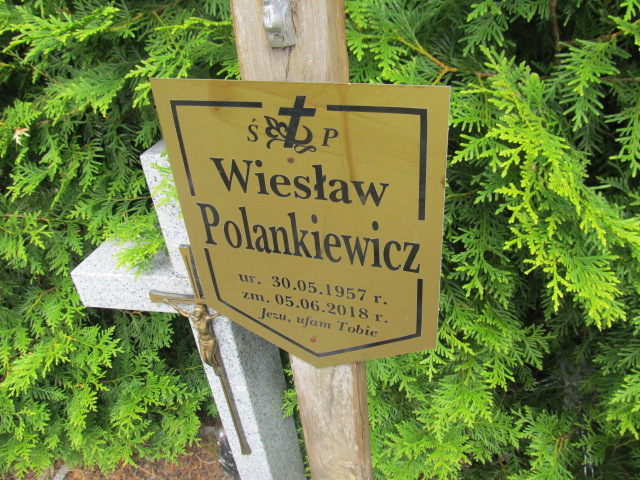 Ś P
Wiesław
Polankiewicz
ur. 30.05.1957 r.
zm. 05.06.2018 r.
Jezu, ufam Tobie